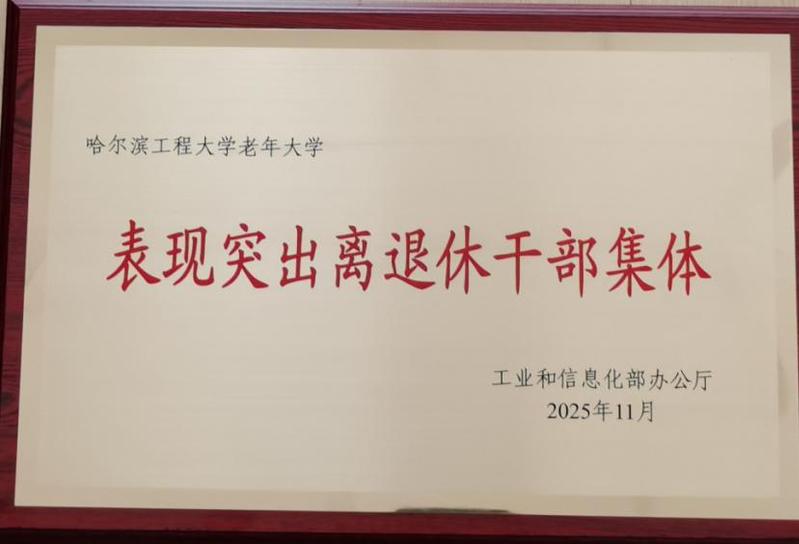 哈尔滨工程大学老年大学
表现突出离退休干部集体
工业和信息化部办公厅
2025年11月